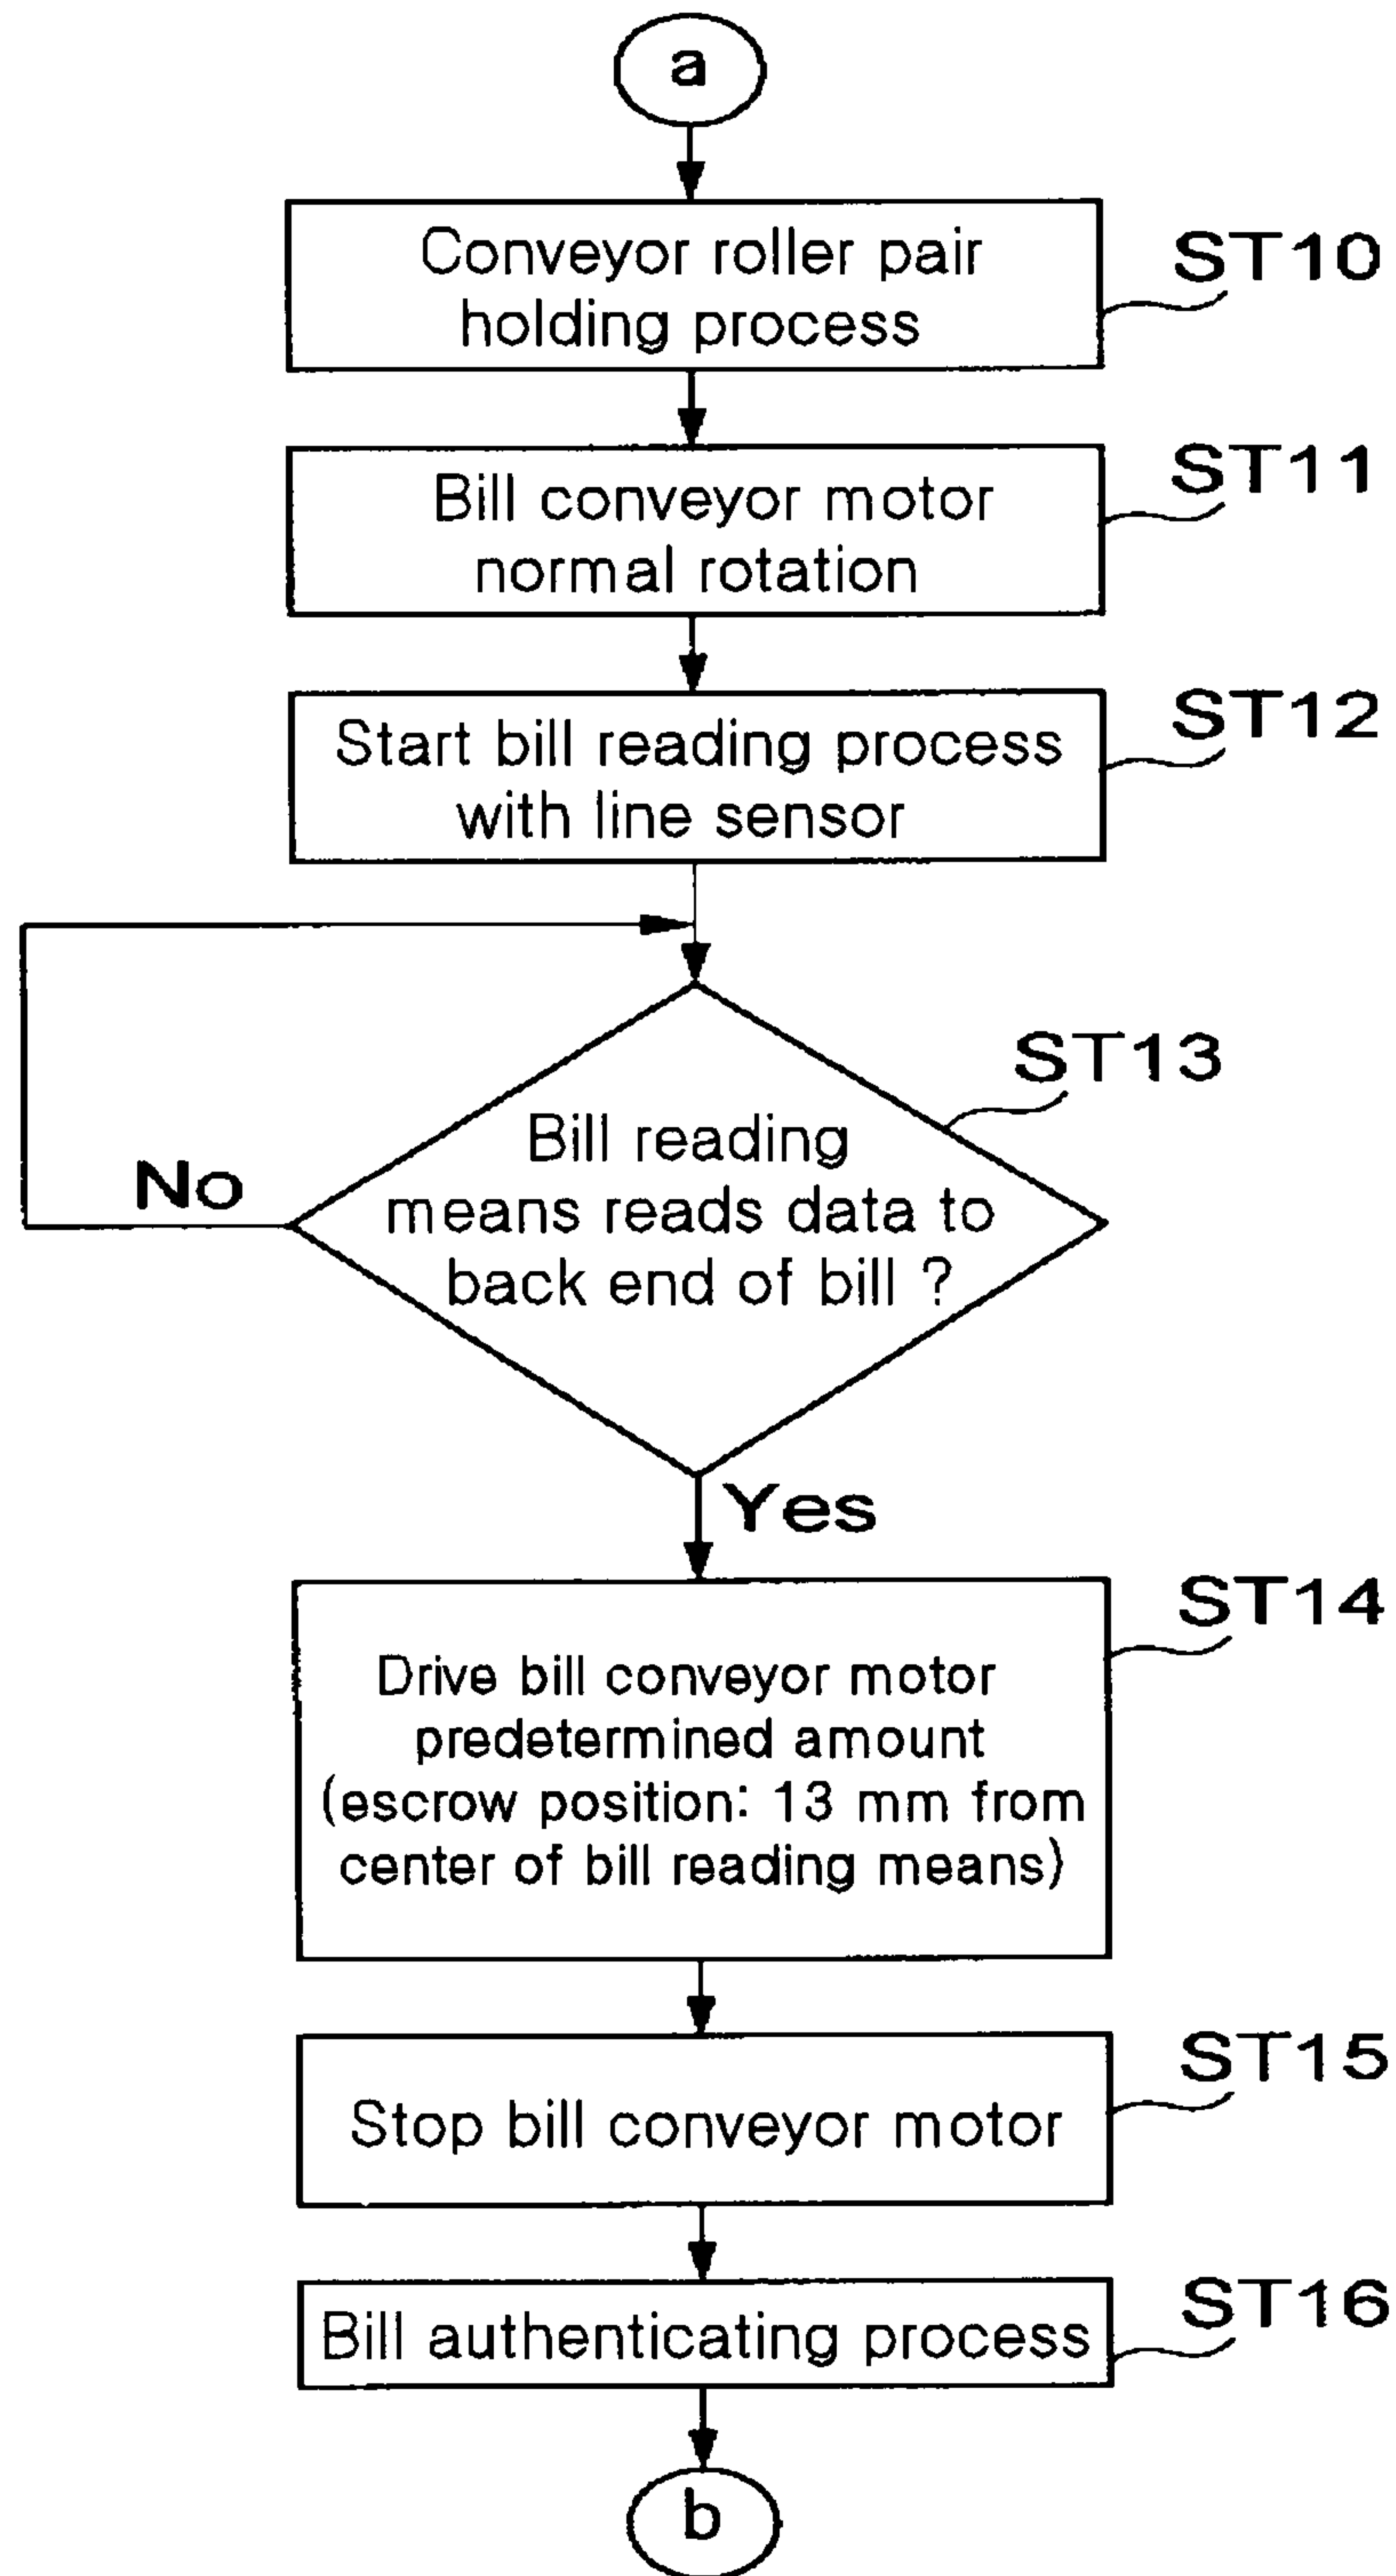 a
Conveyor roller pair
holding process
ST10
Bill conveyor motor
normal rotation
ST11
Start bill reading process
with line sensor
ST12
Bill reading
means reads data to
back end of bill ?
ST13
No
Yes
Drive bill conveyor motor
predetermined amount
(escrow position: 13 mm from
center of bill reading means)
ST14
Stop bill conveyor motor
ST15
Bill authenticating process
ST16
b